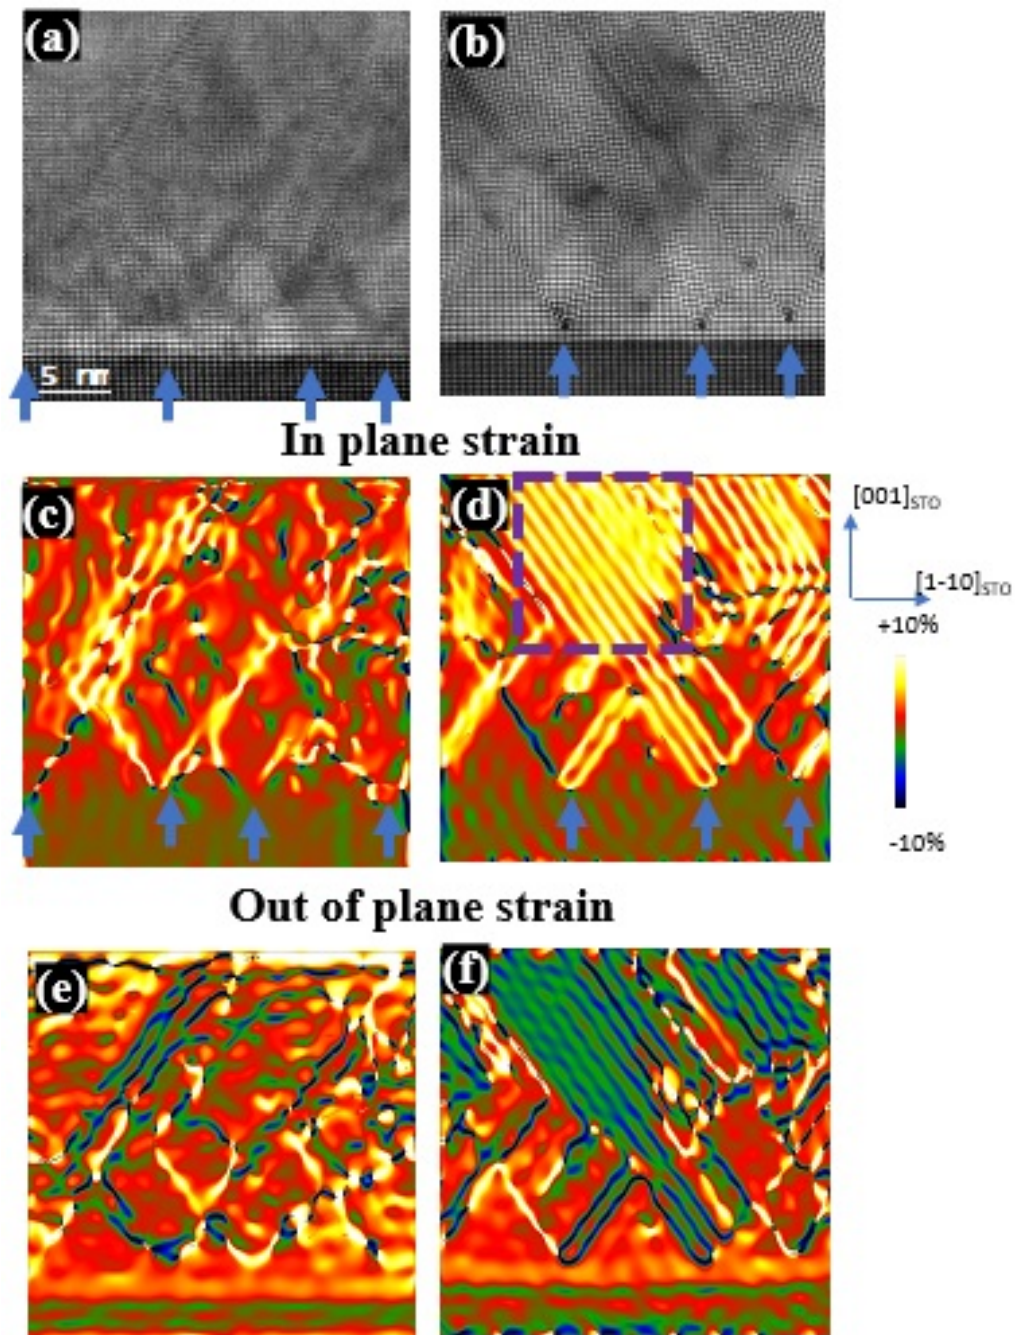 (a)
(b)
5 nm
In plane strain
(c)
(d)
[001]STO
[1-10]STO
+10%
-10%
Out of plane strain
(e)
(f)